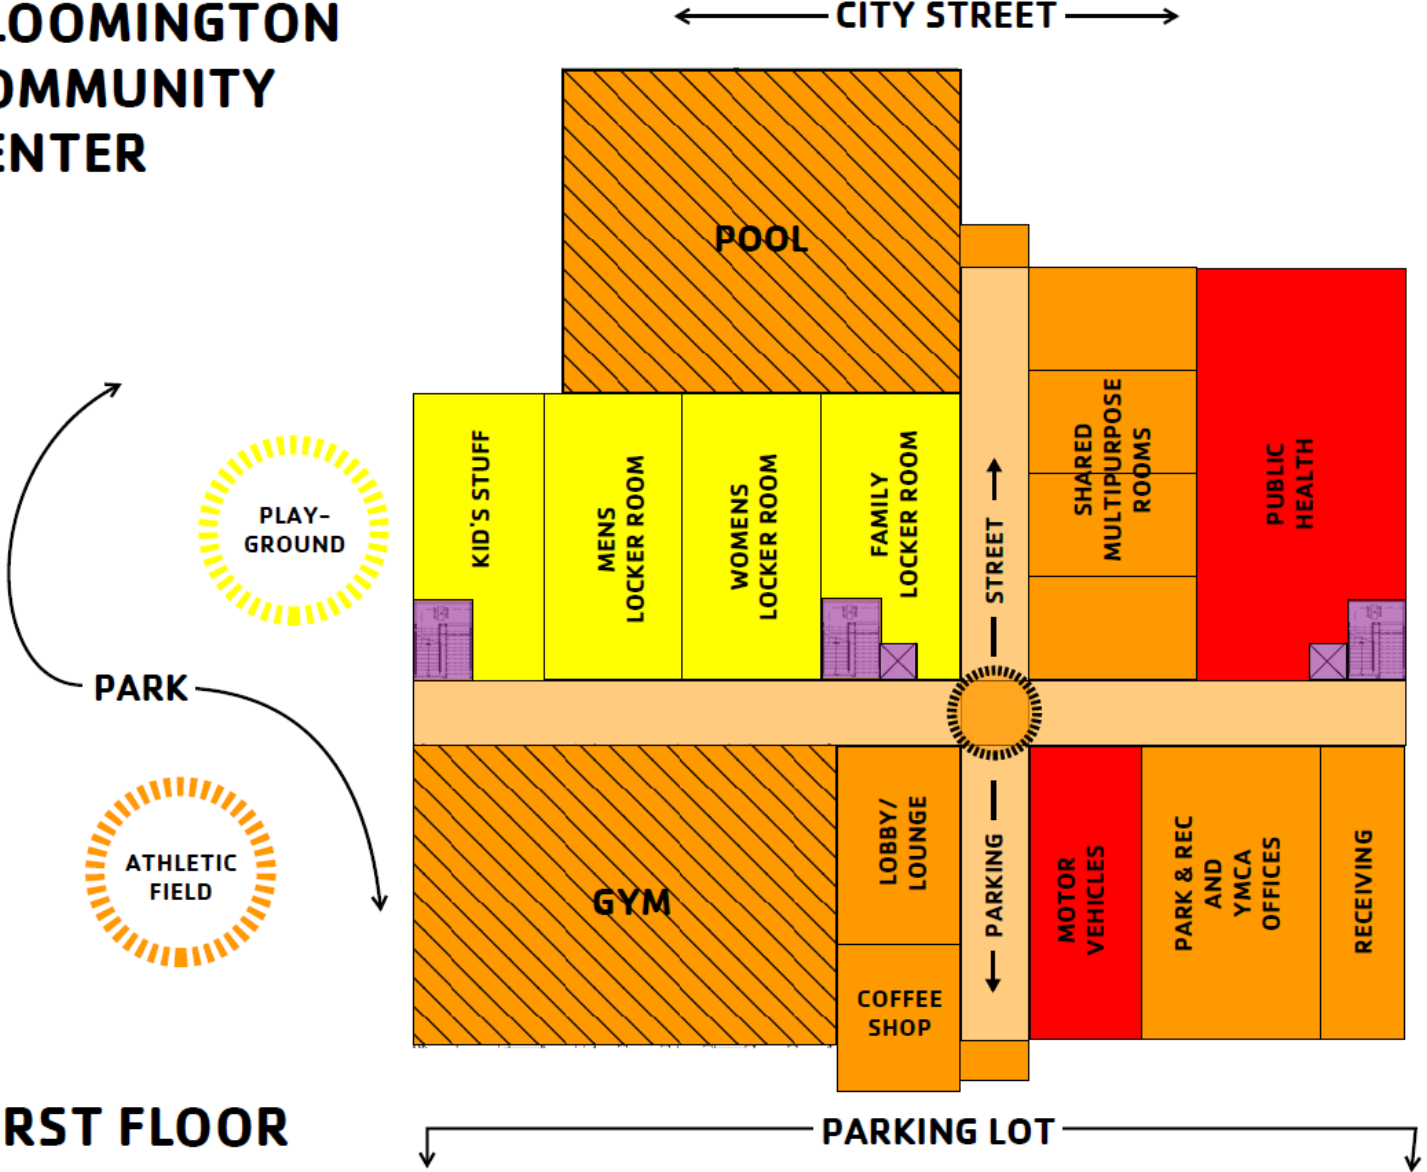 LOOMINGTON
OMMUNITY
ENTER
CITY STREET
POOL
KID'S STUFF
MENS
LOCKER ROOM
WOMENS
LOCKER ROOM
FAMILY
LOCKER ROOM
STREET
SHARED
MULTIPURPOSE
ROOMS
PUBLIC
HEALTH
PLAY-
GROUND
PARK
ATHLETIC
FIELD
GYM
LOBBY/
LOUNGE
COFFEE
SHOP
PARKING
MOTOR
VEHICLES
PARK & REC
AND
YMCA
OFFICES
RECEIVING
RST FLOOR
PARKING LOT